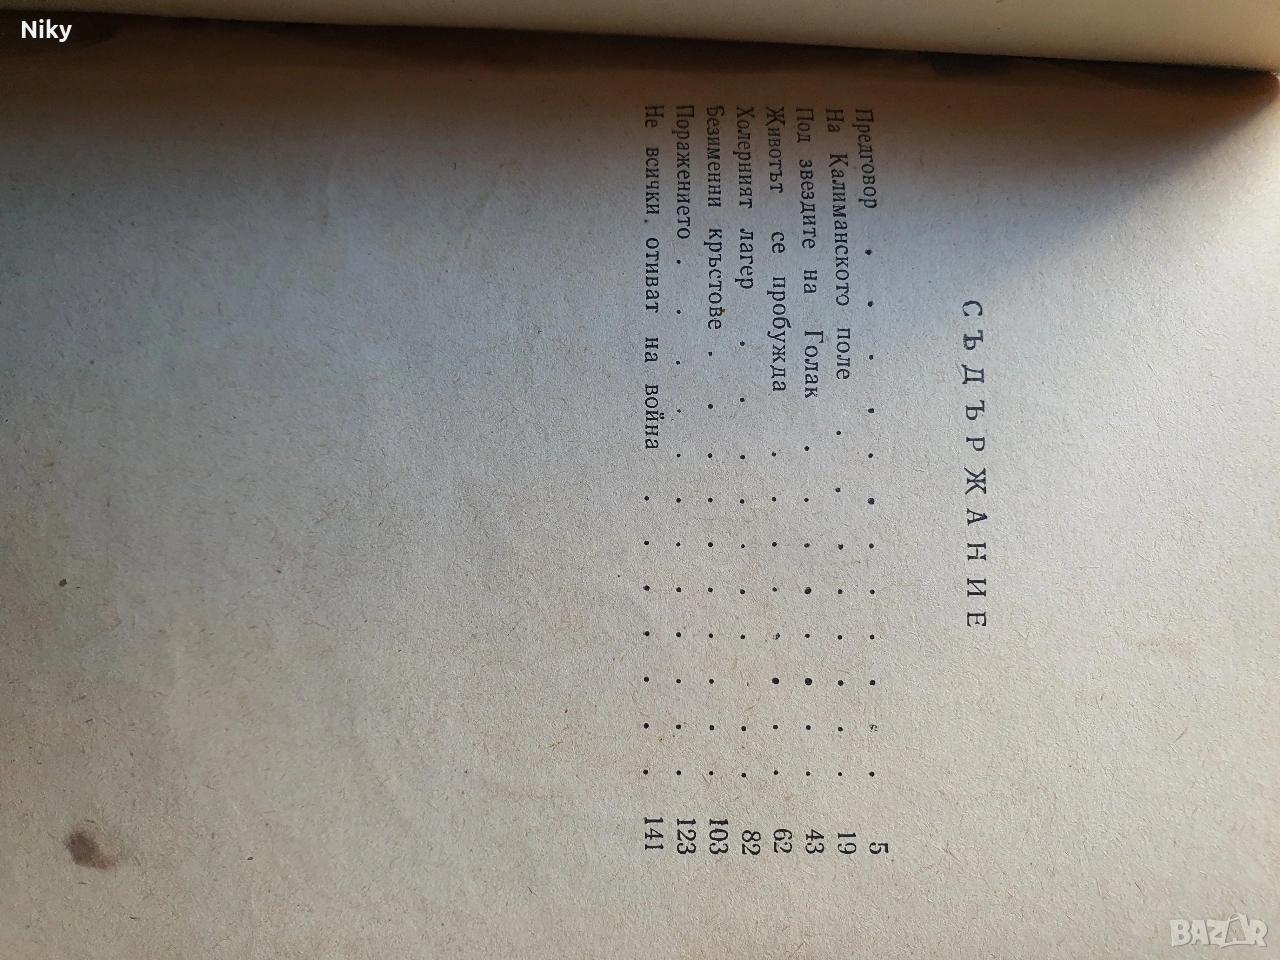 Niky
СЪДЪРЖАНИЕ
Предговор . . . . . . . . . . . 5
На Калиманското поле . . . . . . . . 19
Под звездите на Голак . . . . . . . . 43
Животът се пробужда . . . . . . . . 62
Холерният лагер . . . . . . . . . . 82
Безименни кръстове . . . . . . . . . . 103
Поражението . . . . . . . . . . . . 123
Не всички отиват на война . . . . . . . 141
BAZAR